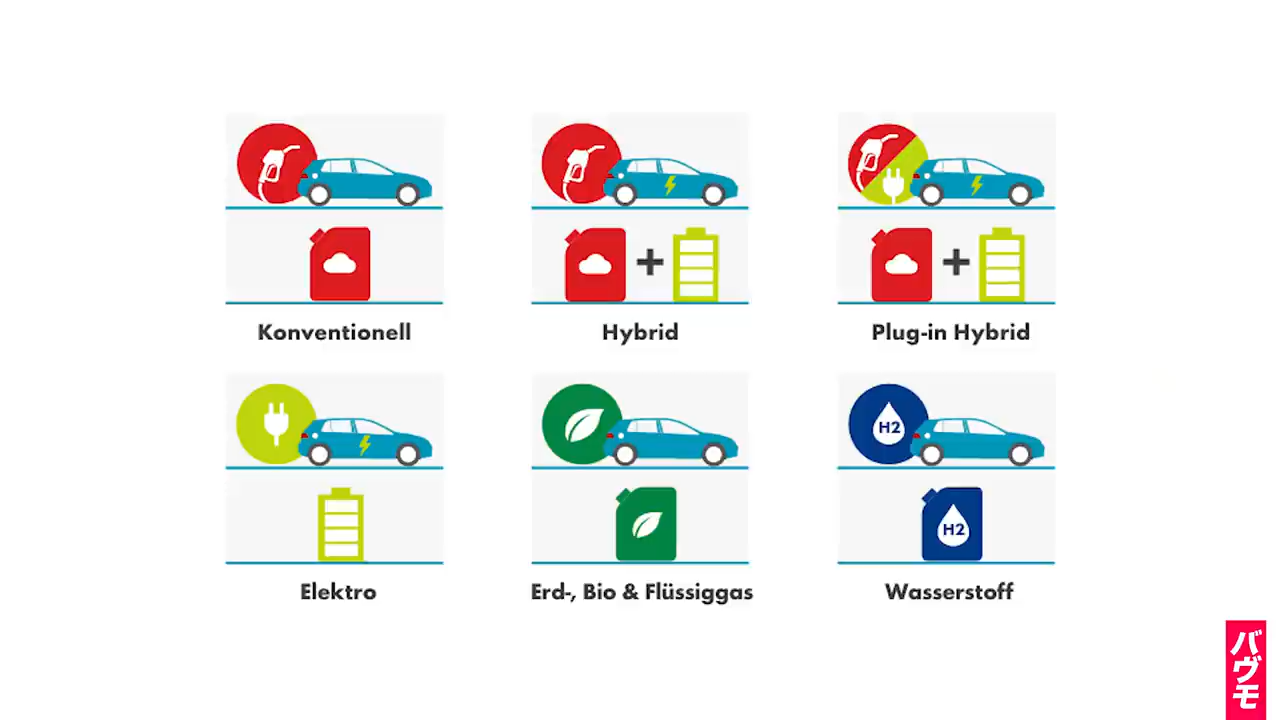 Konventionell
Hybrid
Plug-in Hybrid
H2
H2
Elektro
Erd-, Bio & Flüssiggas
Wasserstoff
バヴモ